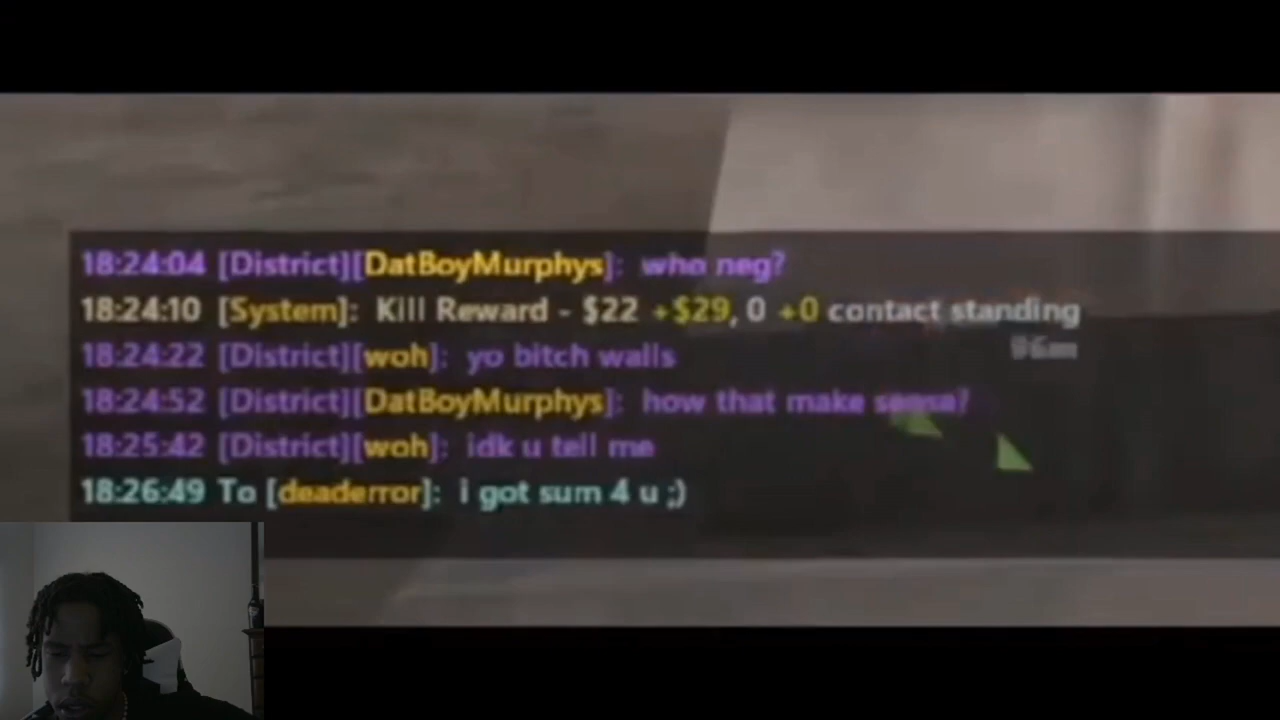 18:24:04 [District][DatBoyMurphys]: who neg?
18:24:10 [System]: Kill Reward - $22 +$29, 0 +0 contact standing
96m
18:24:22 [District][woh]: yo bitch walls
18:24:52 [District][DatBoyMurphys]: how that make sense?
18:25:42 [District][woh]: idk u tell me
18:26:49 To [deaderror]: i got sum 4 u ;)